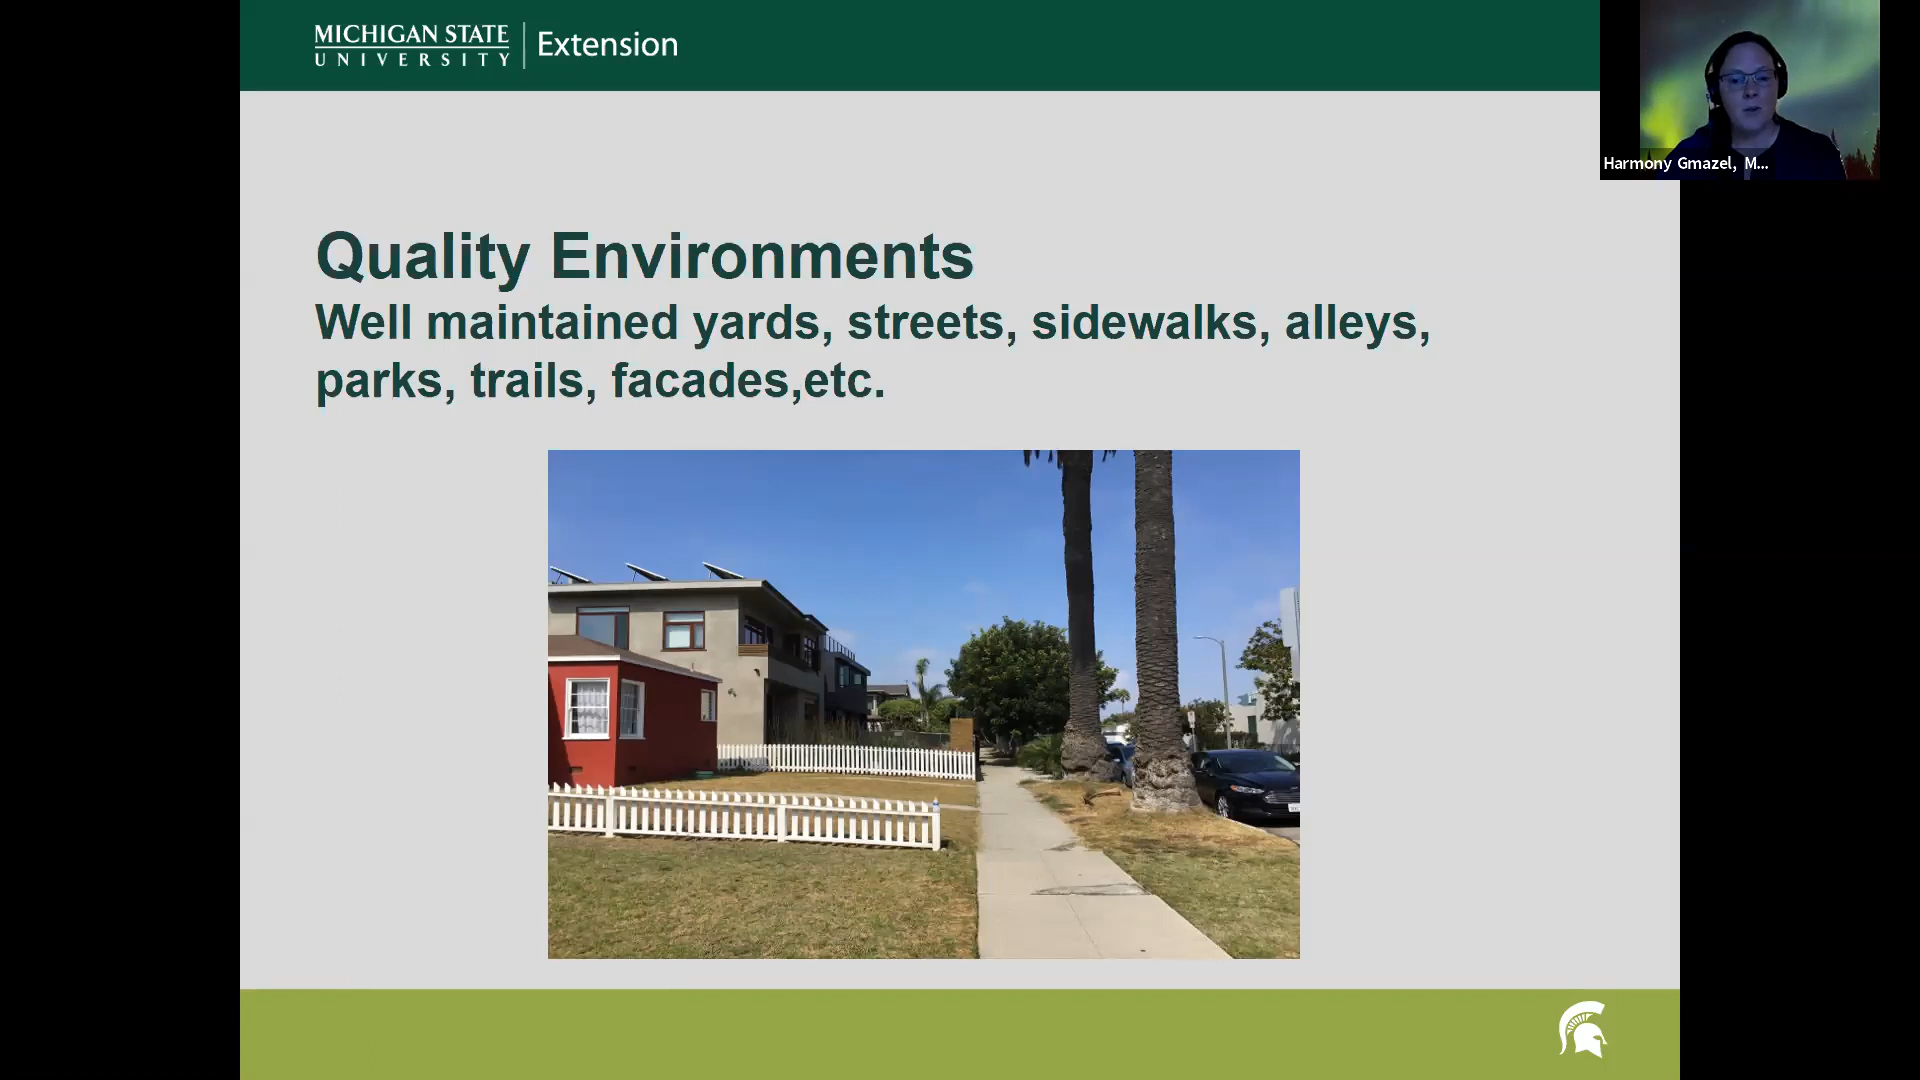 MICHIGAN STATE
UNIVERSITY
Extension
Harmony Gmazel, M...
Quality Environments
Well maintained yards, streets, sidewalks, alleys,
parks, trails, facades,etc.